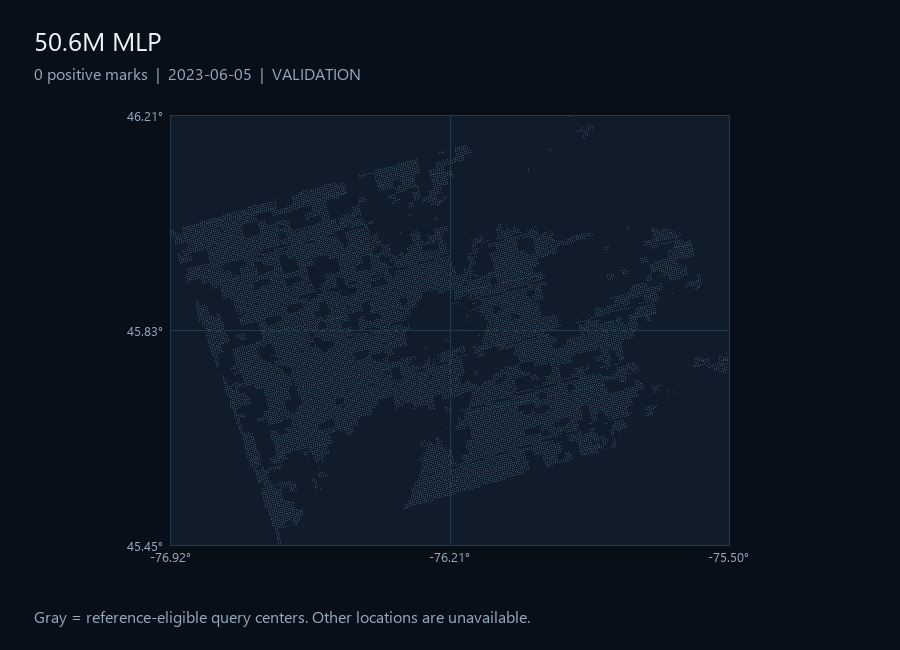 50.6M MLP
0 positive marks | 2023-06-05 | VALIDATION
46.21°
45.83°
45.45°
-76.92° -76.21° -75.50°
Gray = reference-eligible query centers. Other locations are unavailable.